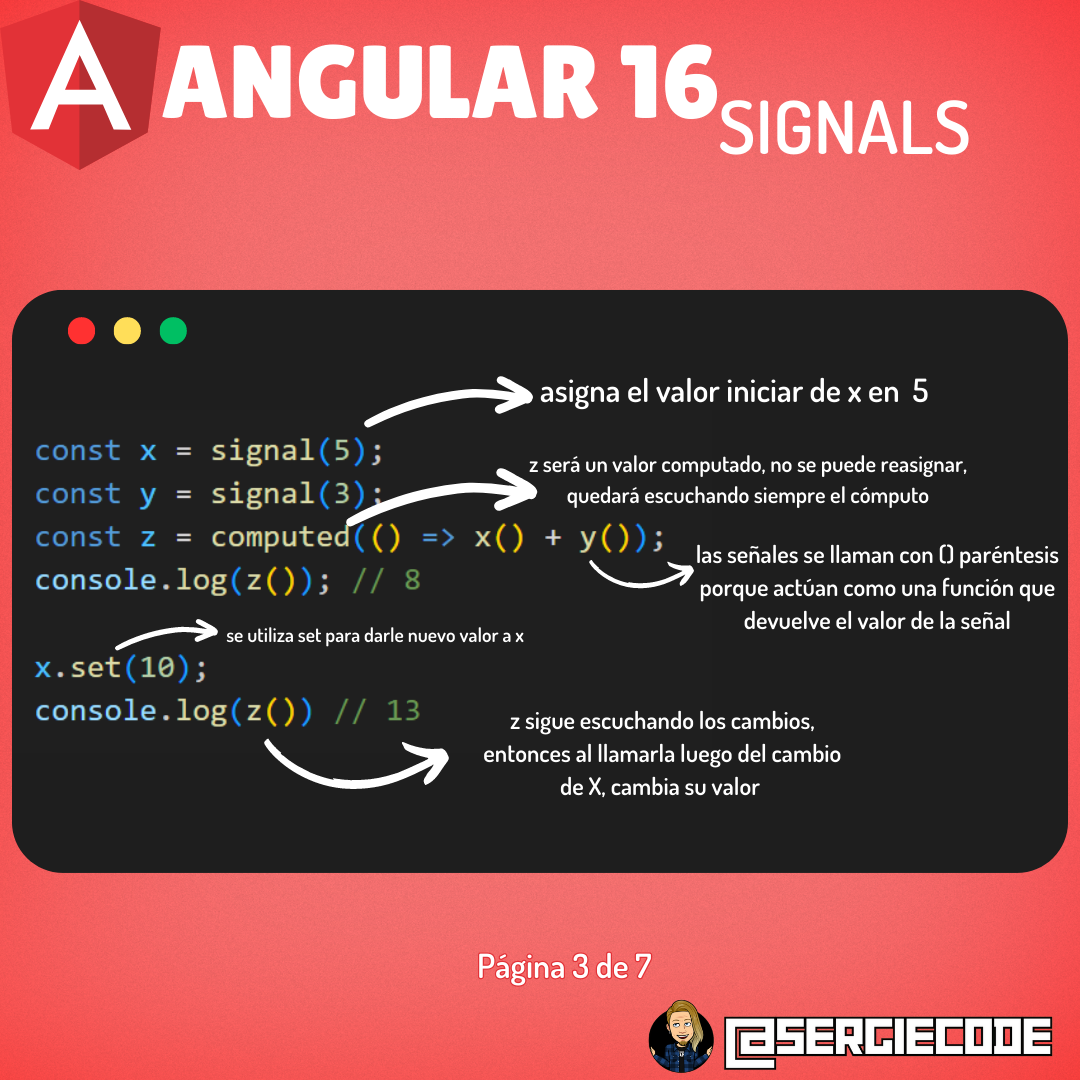 ANGULAR 16
SIGNALS
asigna el valor iniciar de x en 5
const x = signal(5);
z será un valor computado, no se puede reasignar,
quedará escuchando siempre el cómputo
const y = signal(3);
const z = computed(() => x() + y());
las señales se llaman con () paréntesis
porque actúan como una función que
devuelve el valor de la señal
console.log(z()); // 8
se utiliza set para darle nuevo valor a x
x.set(10);
console.log(z()) // 13
z sigue escuchando los cambios,
entonces al llamarla luego del cambio
de X, cambia su valor
Página 3 de 7
@SERGIECODE